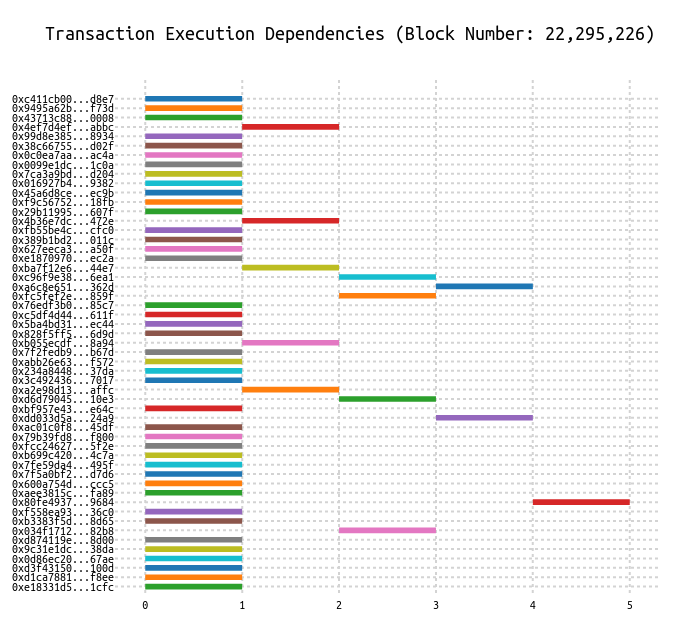 Transaction Execution Dependencies (Block Number: 22,295,226)
0xc411cb00...d8e7
0x9495a62b...f73d
0x43713c88...0008
0x4ef7d4ef...abbc
0x99d8e385...8934
0x38c66755...d02f
0x0c0ea7aa...ac4a
0x0099e1dc...1c0a
0x7ca3a9bd...d204
0x016927b4...9382
0x45a6d8ce...ec9b
0xf9c56752...18fb
0x29b11995...607f
0x4b36e7dc...472e
0xfb55be4c...cfc0
0x389b1bd2...011c
0x627eeca3...a50f
0xe1870970...ec2a
0xba7f12e6...44e7
0xc96f9e38...6ea1
0xa6c8e651...362d
0xfc5fef2e...859f
0x76edf3b0...85c7
0xc5df4d44...611f
0x5ba4bd31...ec44
0x828f5ff5...6d9d
0xb055ecdf...8a94
0x7f2fedb9...b67d
0xabb26e63...f572
0x234a8448...37da
0x3c492436...7017
0xa2e98d13...affc
0xd6d79045...10e3
0xbf957e43...e64c
0xdd033d5a...24a9
0xac01c0f8...45df
0x79b39fd8...f800
0xfcc24627...5f2e
0xb699c420...4c7a
0x7fe59da4...495f
0x7f5a0bf2...d7d6
0x600a754d...ccc5
0xaee3815c...fa89
0x80fe4937...9684
0xf558ea93...36c0
0xb3383f5d...8d65
0x034f1712...82b8
0xd874119e...8d00
0x9c31e1dc...38da
0x0d86ec20...67ae
0xd3f43150...100d
0xd1ca7881...f8ee
0xe18331d5...1cfc
0 1 2 3 4 5